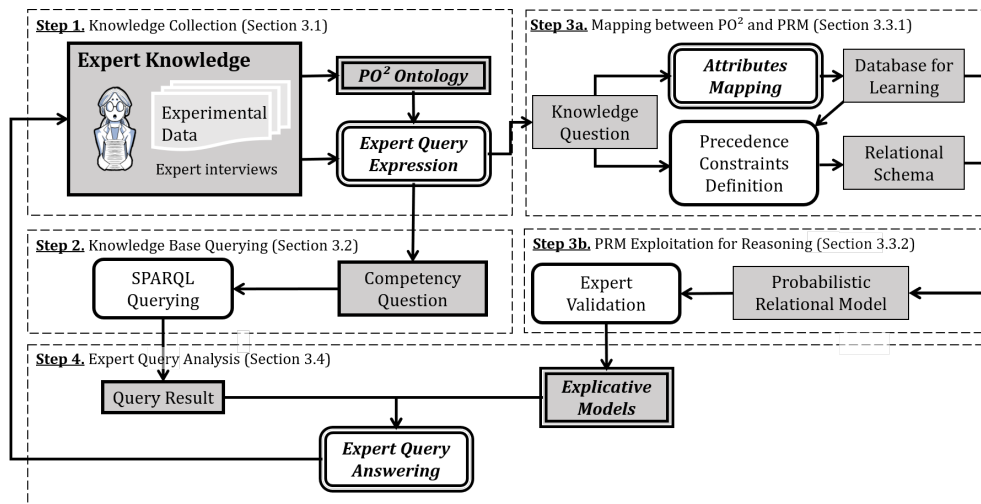 Step 1. Knowledge Collection (Section 3.1)
Expert Knowledge
Experimental
Data
Expert interviews
PO² Ontology
Expert Query
Expression
Step 3a. Mapping between PO² and PRM (Section 3.3.1)
Knowledge
Question
Attributes
Mapping
Database for
Learning
Precedence
Constraints
Definition
Relational
Schema
Step 2. Knowledge Base Querying (Section 3.2)
SPARQL
Querying
Competency
Question
Step 3b. PRM Exploitation for Reasoning (Section 3.3.2)
Expert
Validation
Probabilistic
Relational Model
Step 4. Expert Query Analysis (Section 3.4)
Query Result
Explicative
Models
Expert Query
Answering